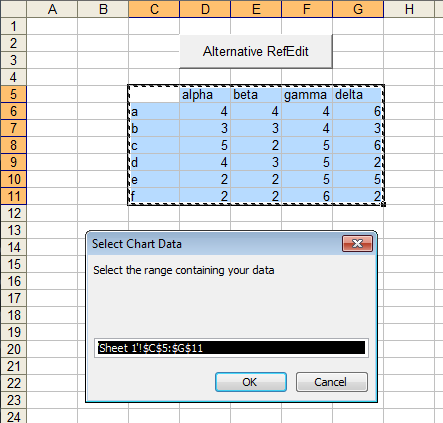 A B C D E F G H
1
2
Alternative RefEdit
3
4
5 alpha beta gamma delta
6 a 4 4 4 6
7 b 3 3 4 3
8 c 5 2 5 6
9 d 4 3 5 2
10 e 2 2 5 5
11 f 2 2 6 2
12
13
14 Select Chart Data
15
16 Select the range containing your data
17
18
19
20 Sheet 1'!$C$5:$G$11
21
22 OK Cancel
23
24